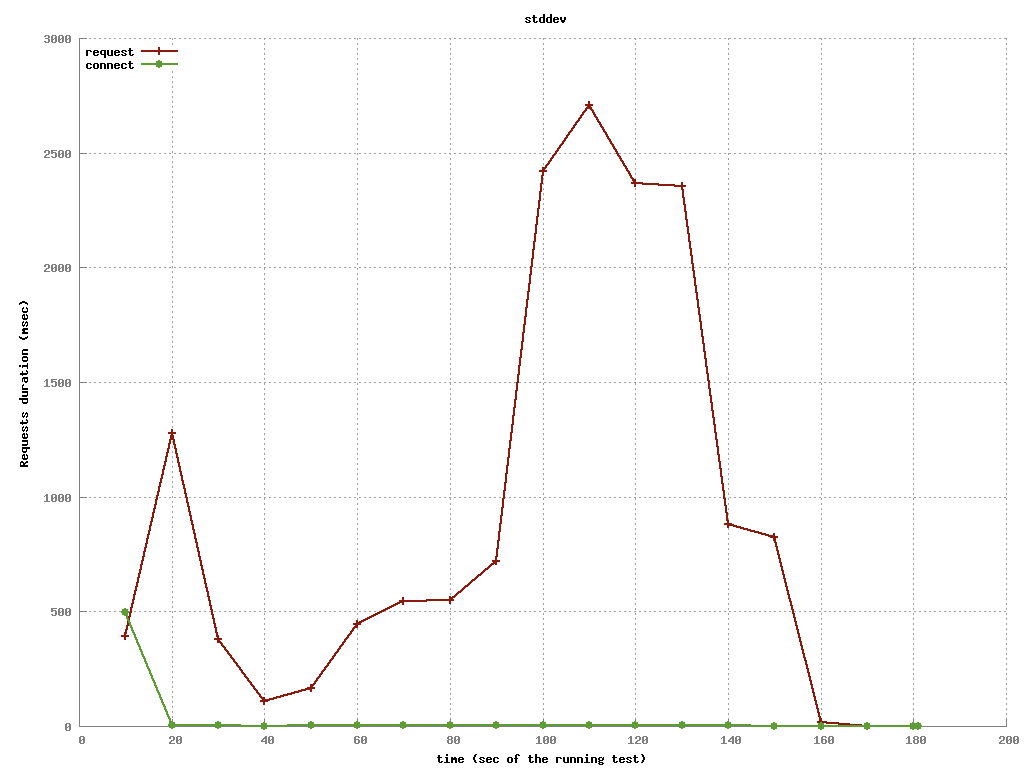 stddev
3000
request
connect
2500
2000
1500
1000
500
0
Requests duration (msec)
0 20 40 60 80 100 120 140 160 180 200
time (sec of the running test)